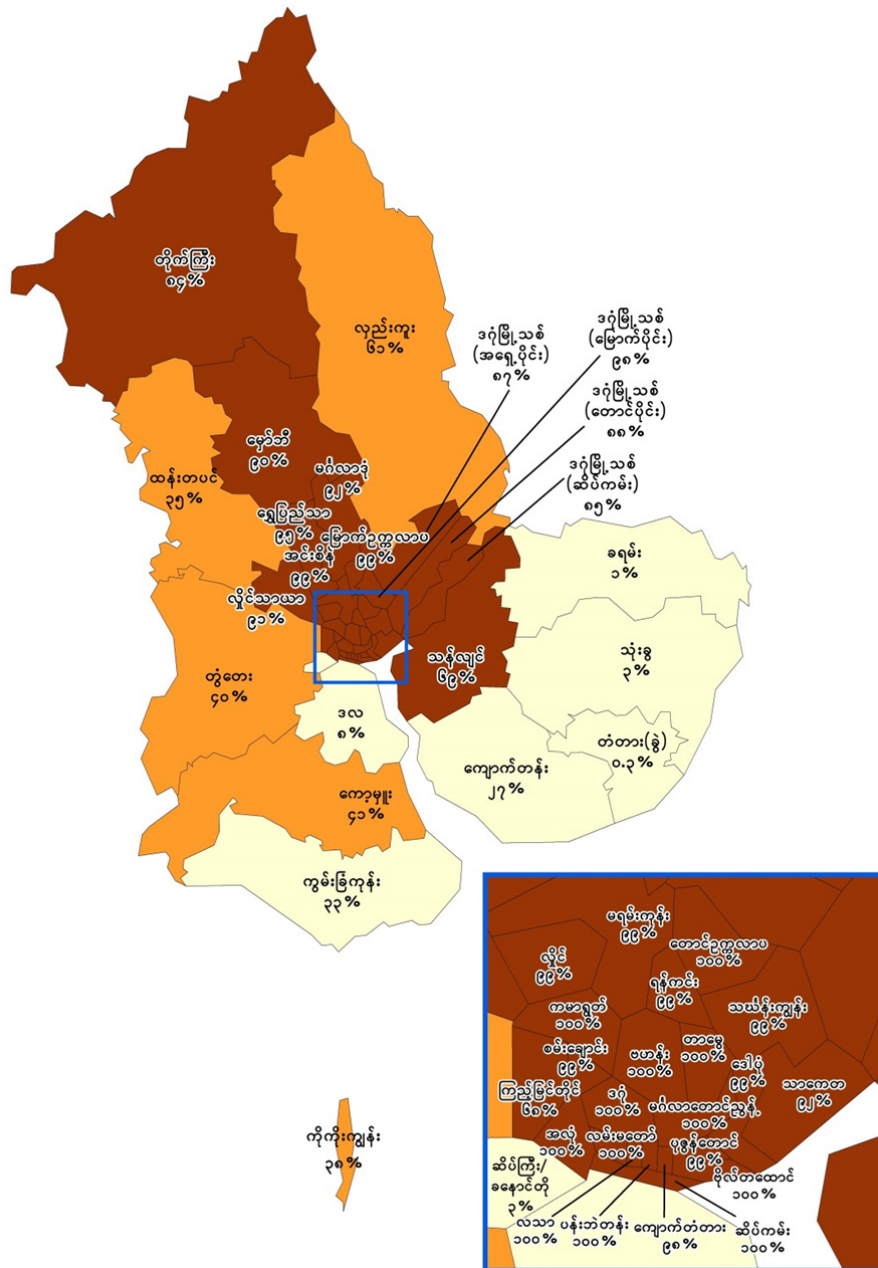 တိုက်ကြီး
၈၄%
လှည်းကူး
၆၁%
ဒဂုံမြို့သစ်
(အရှေ့ပိုင်း)
၈၇%
ဒဂုံမြို့သစ်
(မြောက်ပိုင်း)
၉၈%
ဒဂုံမြို့သစ်
(တောင်ပိုင်း)
၈၈%
ဒဂုံမြို့သစ်
(ဆိပ်ကမ်း)
၈၅%
မှော်ဘီ
၉၀%
မင်္ဂလာဒုံ
၉၂%
ထန်းတပင်
၃၅%
ရွှေပြည်သာ
၉၅%
မြောက်ဥက္ကလာပ
၉၉%
အင်းစိန်
၉၉%
လှိုင်သာယာ
၉၁%
ခရမ်း
၁%
သုံးခွ
၃%
သန်လျင်
၆၉%
တွံတေး
၄၀%
ဒလ
၈%
တံတား(ခွဲ)
၀.၃%
ကျောက်တန်း
၂၇%
ကော့မှူး
၄၁%
ကွမ်းခြံကုန်း
၃၃%
ကိုကိုးကျွန်း
၃၈%
မရမ်းကုန်း
၉၉%
တောင်ဥက္ကလာပ
၁၀၀%
လှိုင်
၉၉%
ရန်ကင်း
၉၉%
ကမာရွတ်
၁၀၀%
သင်္ဃန်းကျွန်း
၉၉%
စမ်းချောင်း
၉၉%
ဗဟန်း
၁၀၀%
တာမွေ
၁၀၀%
ဒေါပုံ
၉၉%
သာကေတ
၉၂%
ကြည့်မြင်တိုင်
၆၈%
ဒဂုံ
၁၀၀%
မင်္ဂလာတောင်ညွန့်
၁၀၀%
အလုံ
၁၀၀%
လမ်းမတော်
၁၀၀%
ပုဇွန်တောင်
၉၉%
ဗိုလ်တထောင်
၁၀၀%
ဆိပ်ကြီး/
ခနောင်တို
၃%
လသာ
၁၀၀%
ပန်းဘဲတန်း
၁၀၀%
ကျောက်တံတား
၉၈%
ဆိပ်ကမ်း
၁၀၀%